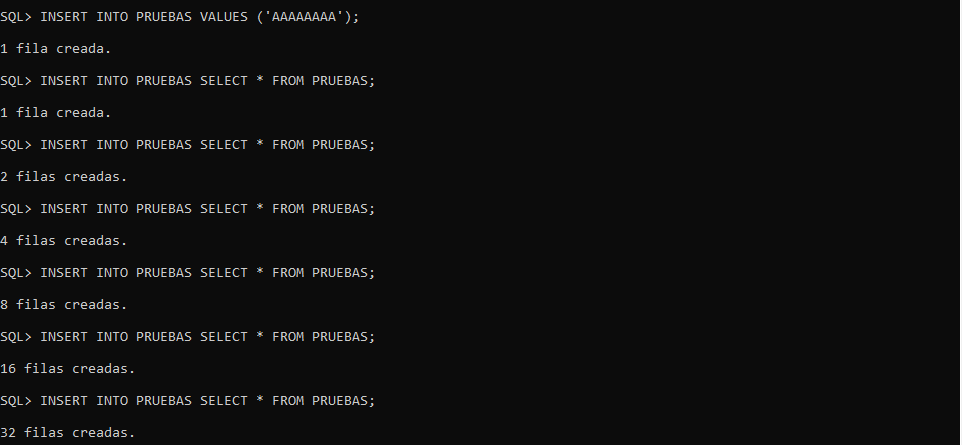 SQL> INSERT INTO PRUEBAS VALUES ('AAAAAAAA');
1 fila creada.
SQL> INSERT INTO PRUEBAS SELECT * FROM PRUEBAS;
1 fila creada.
SQL> INSERT INTO PRUEBAS SELECT * FROM PRUEBAS;
2 filas creadas.
SQL> INSERT INTO PRUEBAS SELECT * FROM PRUEBAS;
4 filas creadas.
SQL> INSERT INTO PRUEBAS SELECT * FROM PRUEBAS;
8 filas creadas.
SQL> INSERT INTO PRUEBAS SELECT * FROM PRUEBAS;
16 filas creadas.
SQL> INSERT INTO PRUEBAS SELECT * FROM PRUEBAS;
32 filas creadas.